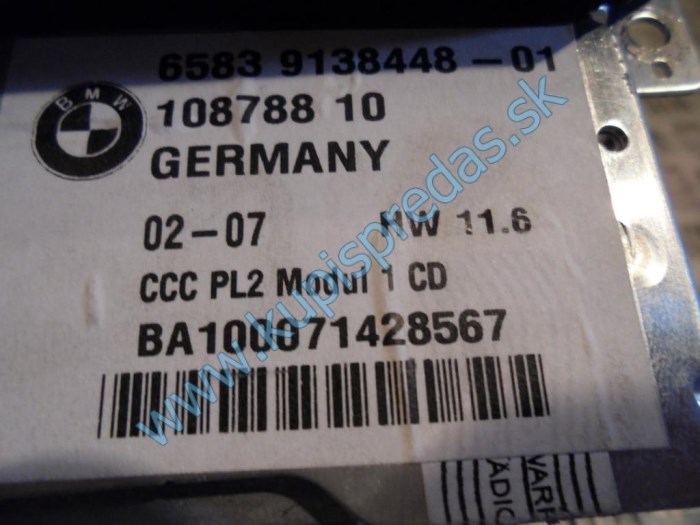 6583 9138448-01
BMW
108788 10
GERMANY
02-07 HW 11.6
CCC PL2 Modul 1 CD
BA100071428567
www.kupispredas.sk